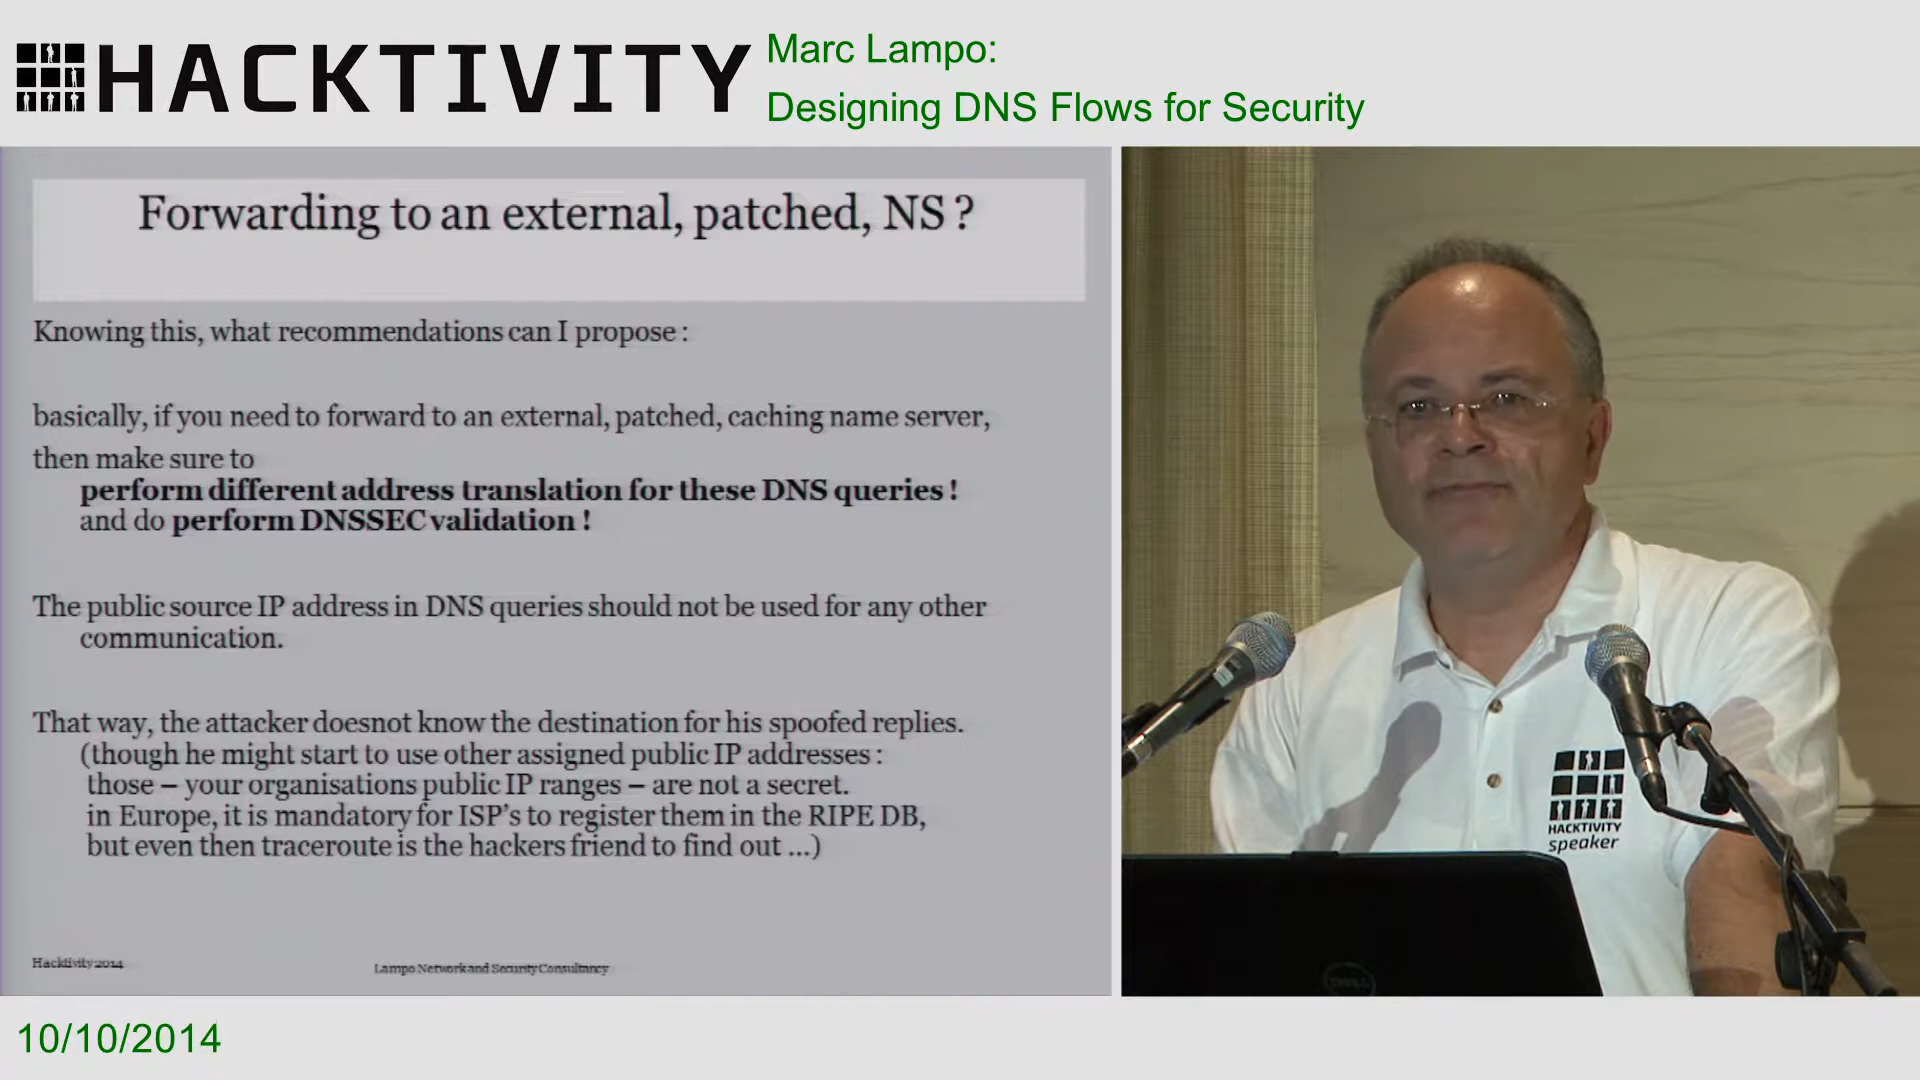 HACKTIVITY
Marc Lampo:
Designing DNS Flows for Security
Forwarding to an external, patched, NS ?
Knowing this, what recommendations can I propose :
basically, if you need to forward to an external, patched, caching name server,
then make sure to
perform different address translation for these DNS queries !
and do perform DNSSEC validation !
The public source IP address in DNS queries should not be used for any other
communication.
That way, the attacker doesnot know the destination for his spoofed replies.
(though he might start to use other assigned public IP addresses :
those – your organisations public IP ranges – are not a secret.
in Europe, it is mandatory for ISP's to register them in the RIPE DB,
but even then traceroute is the hackers friend to find out ...)
Hacktivity 2014
Lampo Network and Security Consultancy
HACKTIVITY
speaker
DELL
10/10/2014